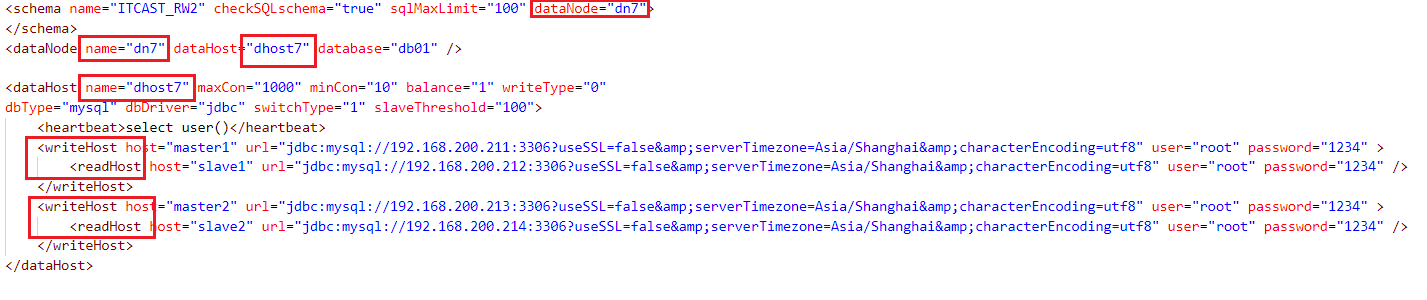 <schema name="ITCAST_RW2" checkSQLschema="true" sqlMaxLimit="100" dataNode="dn7">
</schema>
<dataNode name="dn7" dataHost="dhost7" database="db01" />
<dataHost name="dhost7" maxCon="1000" minCon="10" balance="1" writeType="0"
dbType="mysql" dbDriver="jdbc" switchType="1" slaveThreshold="100">
<heartbeat>select user()</heartbeat>
<writeHost host="master1" url="jdbc:mysql://192.168.200.211:3306?useSSL=false&amp;serverTimezone=Asia/Shanghai&amp;characterEncoding=utf8" user="root" password="1234" >
<readHost host="slave1" url="jdbc:mysql://192.168.200.212:3306?useSSL=false&amp;serverTimezone=Asia/Shanghai&amp;characterEncoding=utf8" user="root" password="1234" />
</writeHost>
<writeHost host="master2" url="jdbc:mysql://192.168.200.213:3306?useSSL=false&amp;serverTimezone=Asia/Shanghai&amp;characterEncoding=utf8" user="root" password="1234" >
<readHost host="slave2" url="jdbc:mysql://192.168.200.214:3306?useSSL=false&amp;serverTimezone=Asia/Shanghai&amp;characterEncoding=utf8" user="root" password="1234" />
</writeHost>
</dataHost>